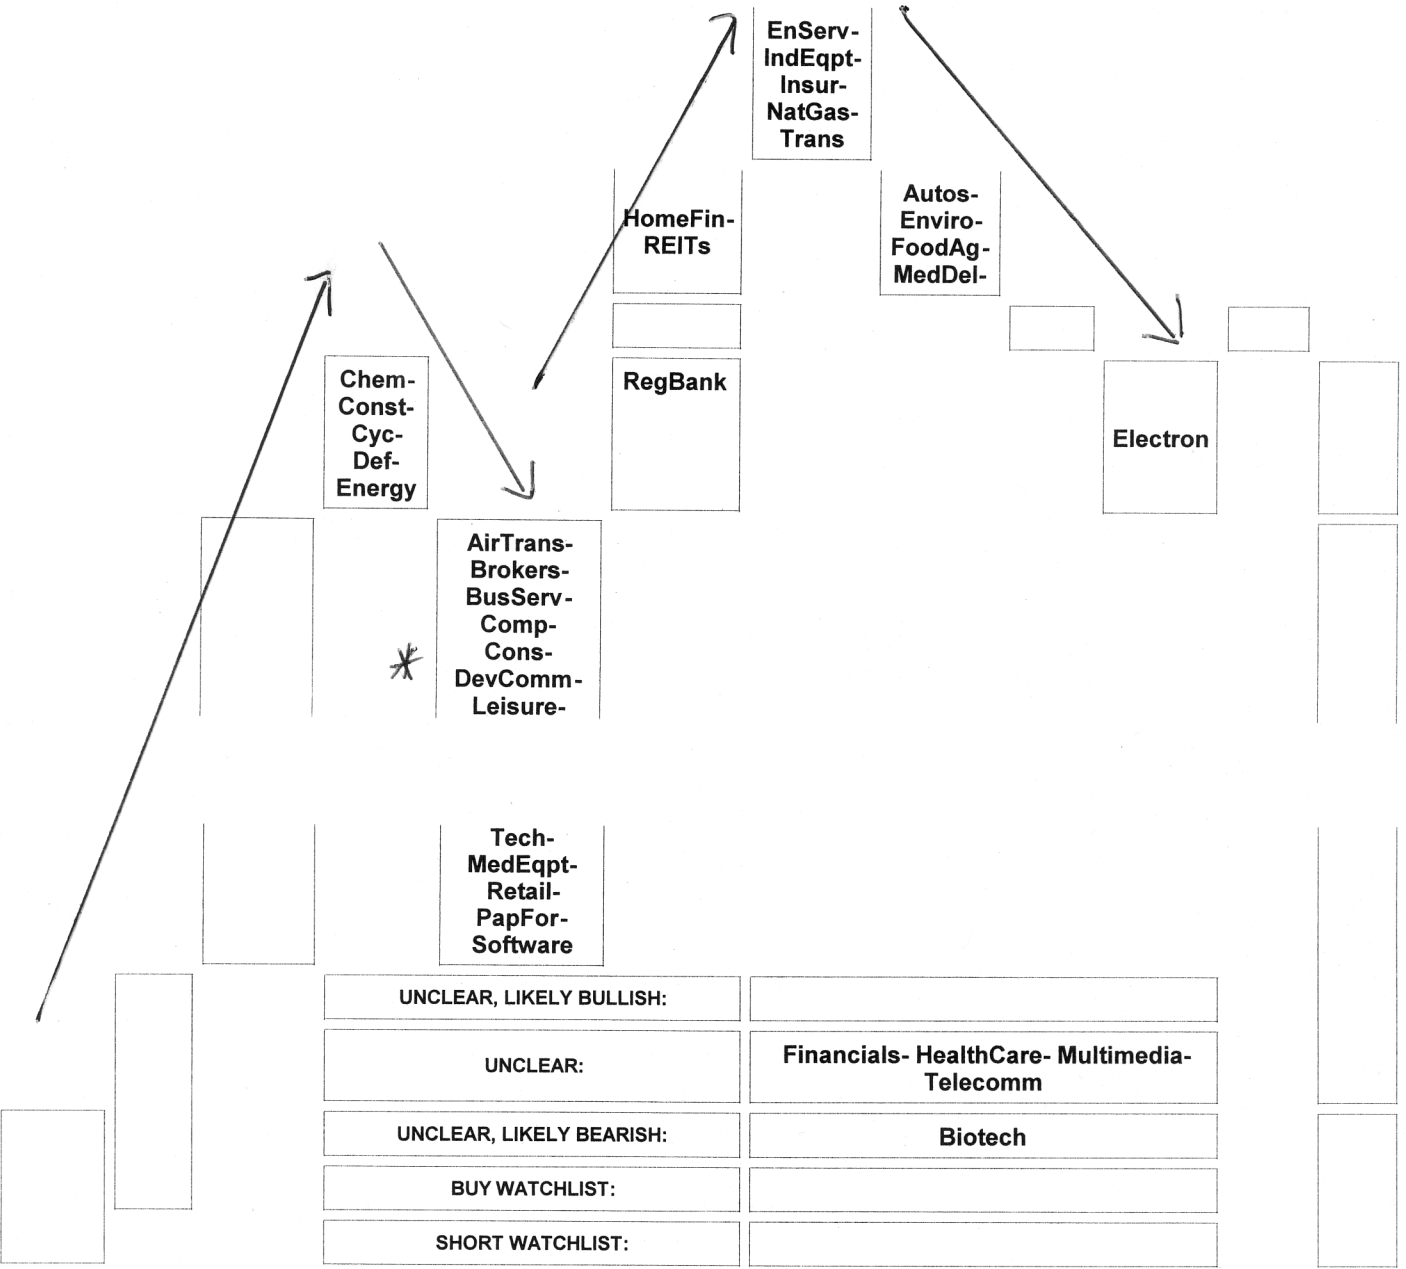 EnServ-
IndEqpt-
Insur-
NatGas-
Trans
HomeFin-
REITs
Autos-
Enviro-
FoodAg-
MedDel-
Chem-
Const-
Cyc-
Def-
Energy
RegBank
Electron
AirTrans-
Brokers-
BusServ-
Comp-
Cons-
DevComm-
Leisure-
*
Tech-
MedEqpt-
Retail-
PapFor-
Software
UNCLEAR, LIKELY BULLISH:
UNCLEAR:
Financials- HealthCare- Multimedia-
Telecomm
UNCLEAR, LIKELY BEARISH:
Biotech
BUY WATCHLIST:
SHORT WATCHLIST: